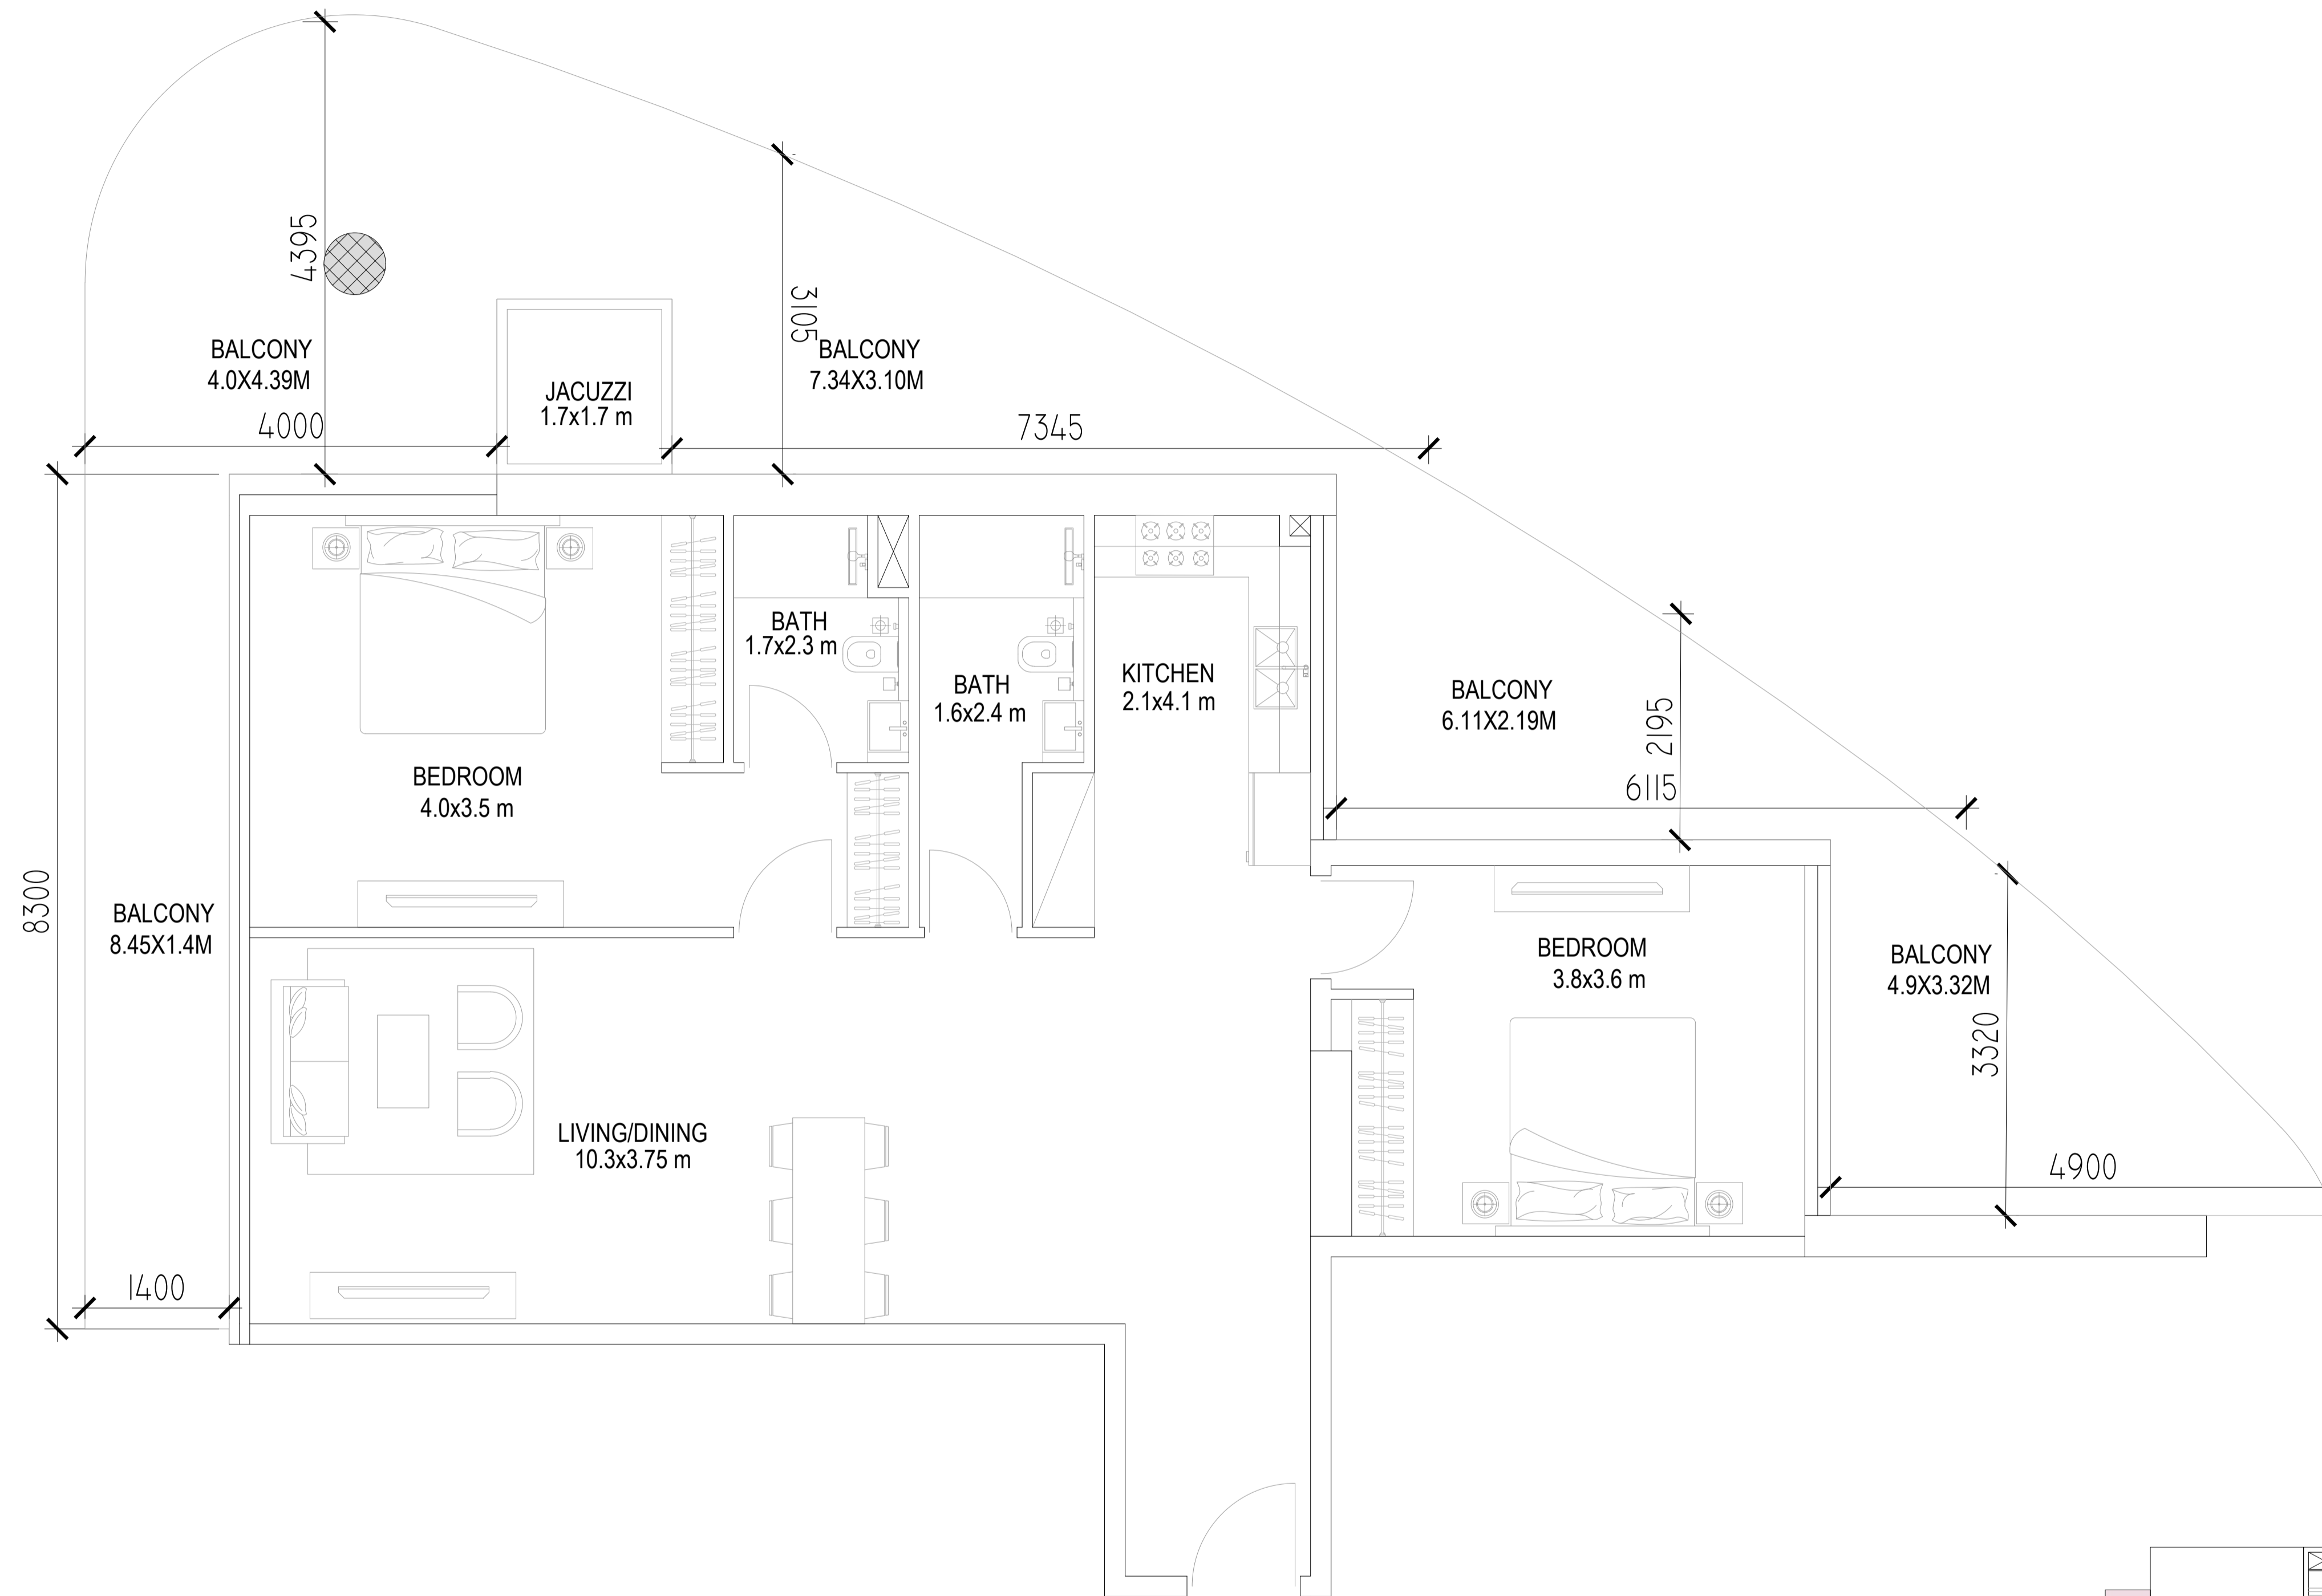 4395
3105
BALCONY
4.0X4.39M
BALCONY
7.34X3.10M
JACUZZI
1.7x1.7 m
4000
7345
BATH
1.7x2.3 m
BATH
1.6x2.4 m
KITCHEN
2.1x4.1 m
BALCONY
6.11X2.19M
2195
6115
BEDROOM
4.0x3.5 m
8300
BALCONY
8.45X1.4M
BEDROOM
3.8x3.6 m
BALCONY
4.9X3.32M
3320
LIVING/DINING
10.3x3.75 m
4900
1400